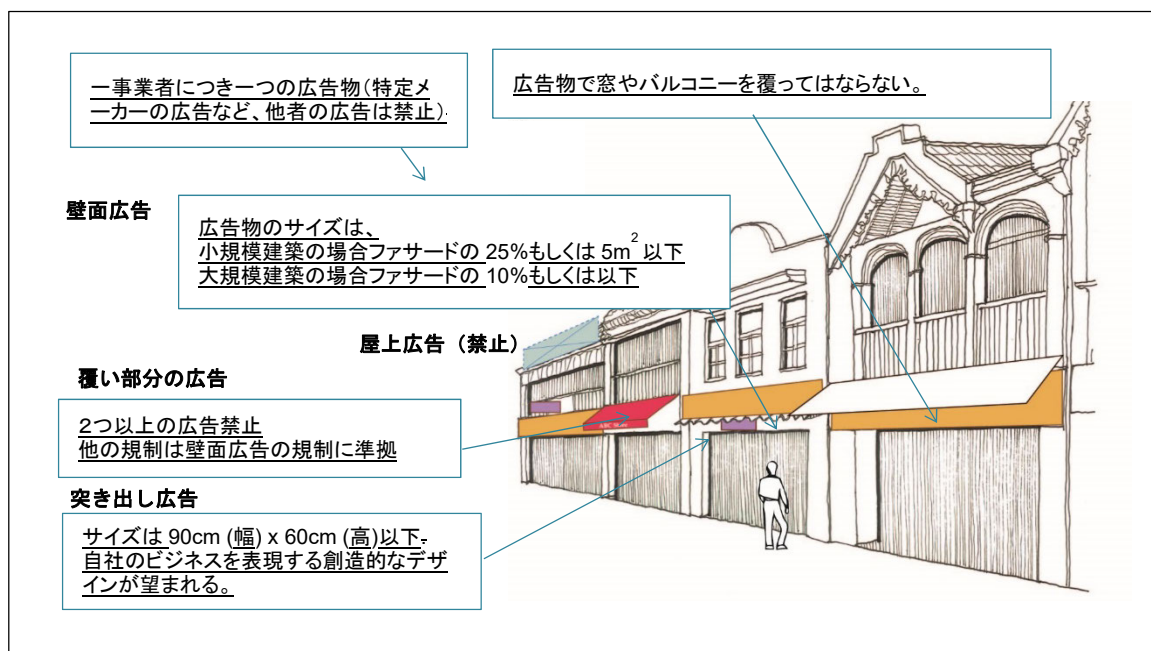 一事業者につき一つの広告物(特定メ
ーカーの広告など、他者の広告は禁止)
広告物で窓やバルコニーを覆ってはならない。
壁面広告
広告物のサイズは、
小規模建築の場合ファサードの 25%もしくは 5m² 以下
大規模建築の場合ファサードの 10%もしくは以下
屋上広告(禁止)
覆い部分の広告
2つ以上の広告禁止
他の規制は壁面広告の規制に準拠
突き出し広告
サイズは 90cm (幅) x 60cm (高)以下.
自社のビジネスを表現する創造的なデザ
インが望まれる。